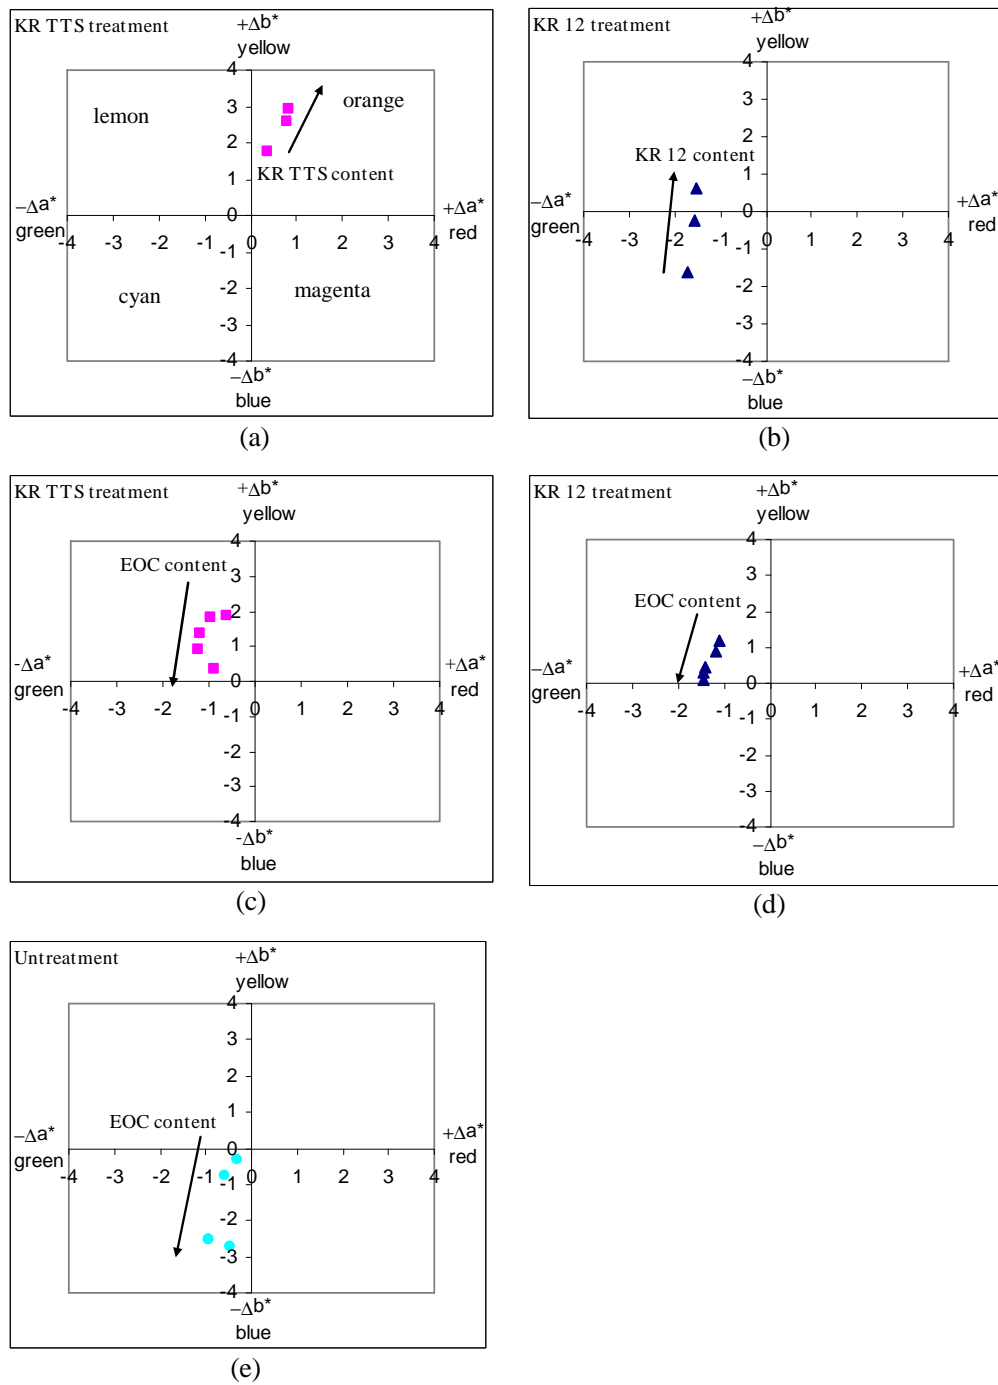 KR TTS treatment
+Δb*
yellow
4
lemon
orange
3
2
KR TTS content
1
−Δa*
green
0
+Δa*
red
-4 -3 -2 -1 0 1 2 3 4
-1
cyan
magenta
-2
-3
-4
−Δb*
blue
(a)
KR 12 treatment
+Δb*
yellow
4
3
2
KR 12 content
1
−Δa*
green
0
+Δa*
red
-4 -3 -2 -1 0 1 2 3 4
-1
-2
-3
-4
−Δb*
blue
(b)
KR TTS treatment
+Δb*
yellow
4
EOC content
3
2
1
-Δa*
green
0
+Δa*
red
-4 -3 -2 -1 0 1 2 3 4
-1
-2
-3
-4
-Δb*
blue
(c)
KR 12 treatment
+Δb*
yellow
4
3
EOC content
2
1
−Δa*
green
0
+Δa*
red
-4 -3 -2 -1 0 1 2 3 4
-1
-2
-3
-4
−Δb*
blue
(d)
Untreatment
+Δb*
yellow
4
3
2
EOC content
1
−Δa*
green
0
+Δa*
red
-4 -3 -2 -1 0 1 2 3 4
-1
-2
-3
-4
−Δb*
blue
(e)